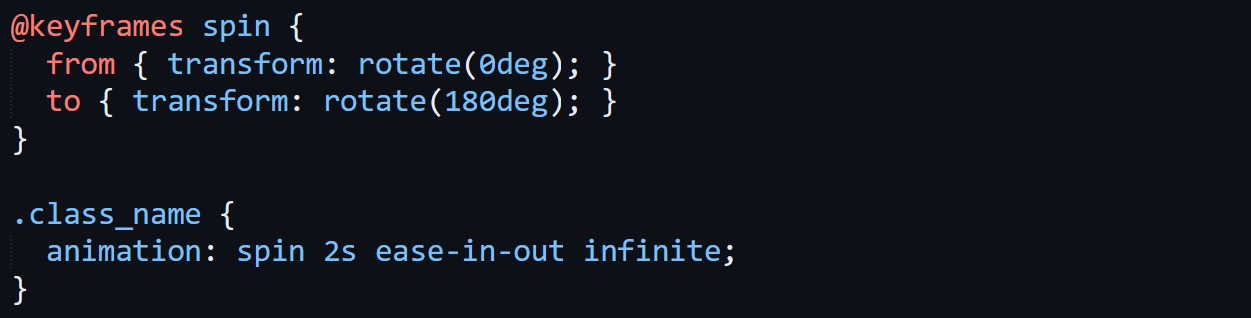 @keyframes spin {
  from { transform: rotate(0deg); }
  to { transform: rotate(180deg); }
}

.class_name {
  animation: spin 2s ease-in-out infinite;
}